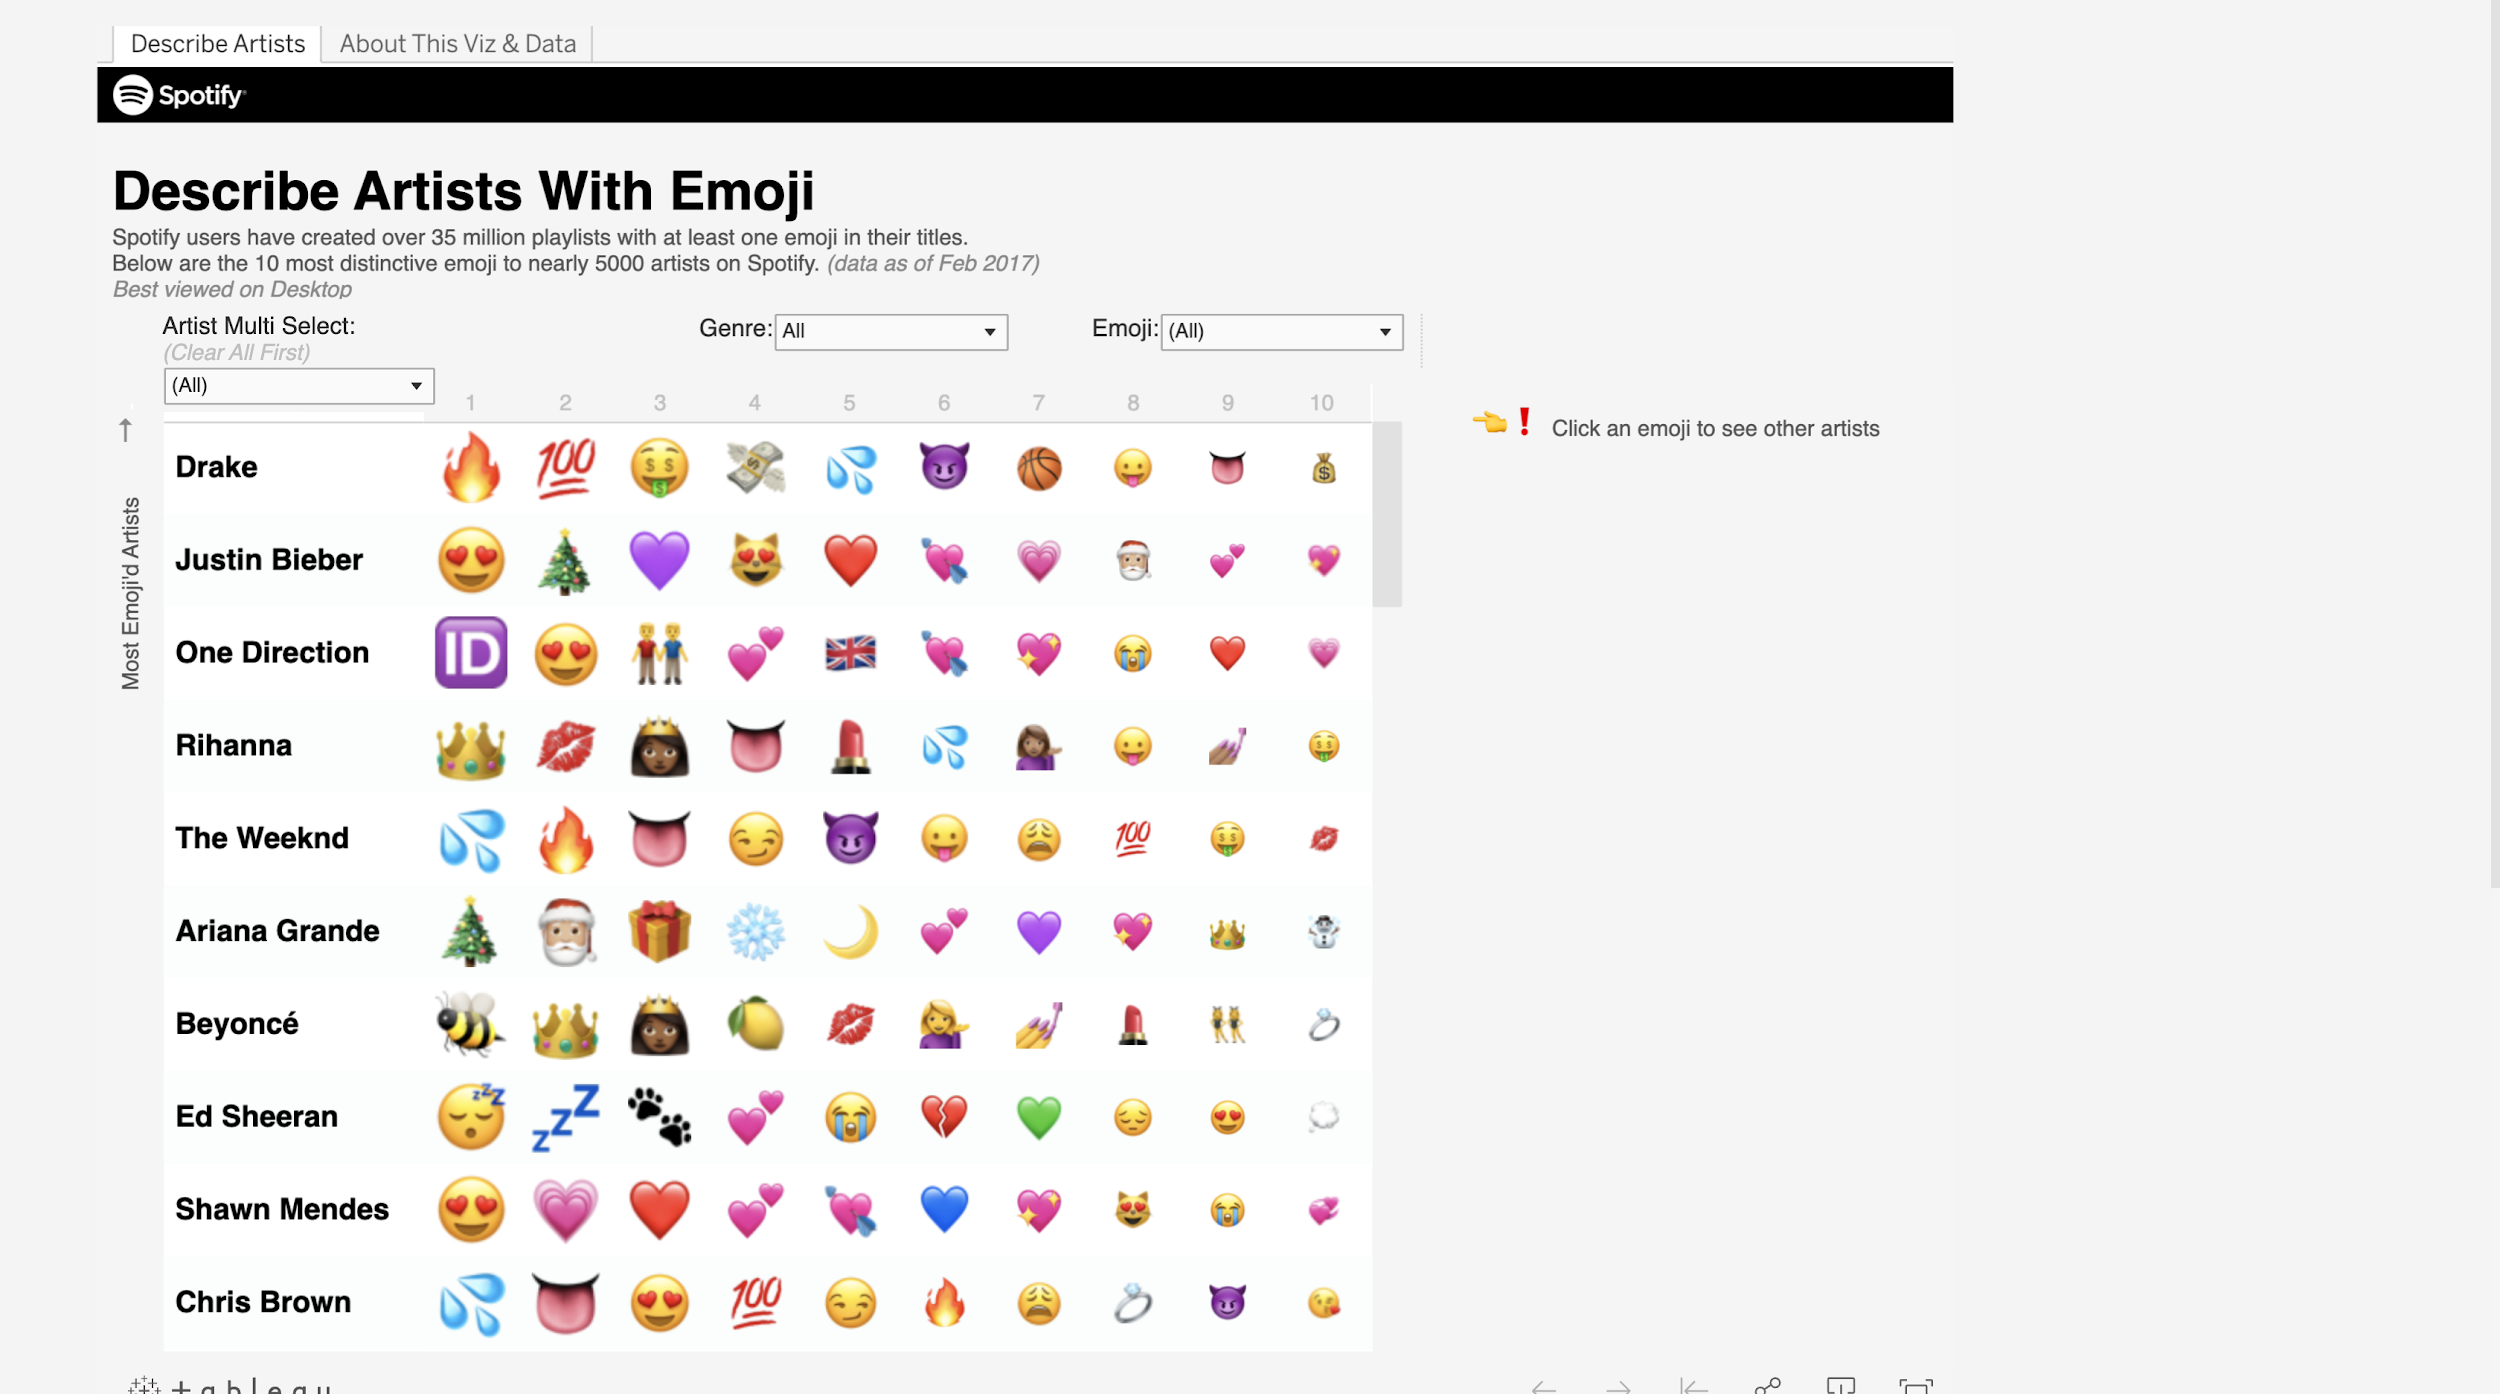 Describe Artists
About This Viz & Data
Spotify
Describe Artists With Emoji
Spotify users have created over 35 million playlists with at least one emoji in their titles.
Below are the 10 most distinctive emoji to nearly 5000 artists on Spotify. (data as of Feb 2017)
Best viewed on Desktop
Artist Multi Select:
(Clear All First)
(All)
Genre: All
Emoji: (All)
1 2 3 4 5 6 7 8 9 10
Click an emoji to see other artists
Most Emoji'd Artists
Drake
Justin Bieber
One Direction
Rihanna
The Weeknd
Ariana Grande
Beyoncé
Ed Sheeran
Shawn Mendes
Chris Brown
tableau